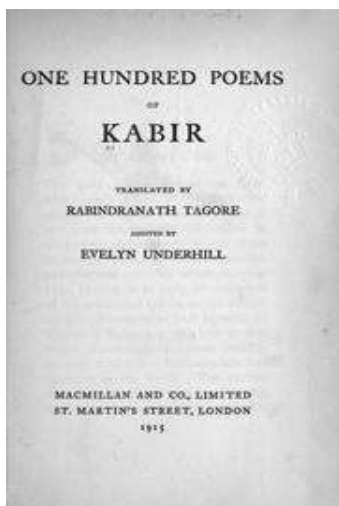 ONE HUNDRED POEMS
OF
KABIR
TRANSLATED BY
RABINDRANATH TAGORE
ASSISTED BY
EVELYN UNDERHILL
MACMILLAN AND CO., LIMITED
ST. MARTIN'S STREET, LONDON
1915